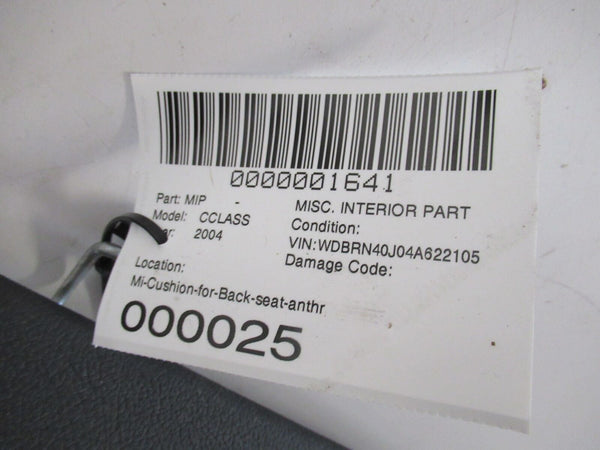 0000001641
Part: MIP - MISC. INTERIOR PART
Model: CCLASS Condition:
ar: 2004 VIN:WDBRN40J04A622105
Location: Damage Code:
Mi-Cushion-for-Back-seat-anthr
000025